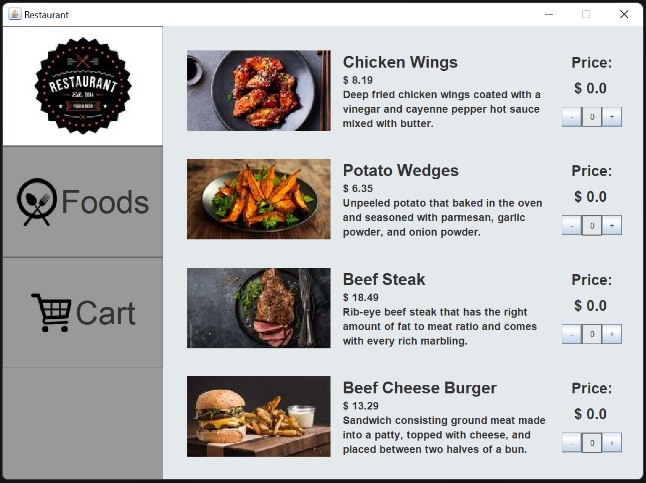 Restaurant
RESTAURANT
Est. 2014
Foods
Cart
Chicken Wings
$ 8.19
Deep fried chicken wings coated with a
vinegar and cayenne pepper hot sauce
mixed with butter.
Price:
$ 0.0
- 0 +
Potato Wedges
$ 6.35
Unpeeled potato that baked in the oven
and seasoned with parmesan, garlic
powder, and onion powder.
Price:
$ 0.0
- 0 +
Beef Steak
$ 18.49
Rib-eye beef steak that has the right
amount of fat to meat ratio and comes
with every rich marbling.
Price:
$ 0.0
- 0 +
Beef Cheese Burger
$ 13.29
Sandwich consisting ground meat made
into a patty, topped with cheese, and
placed between two halves of a bun.
Price:
$ 0.0
- 0 +